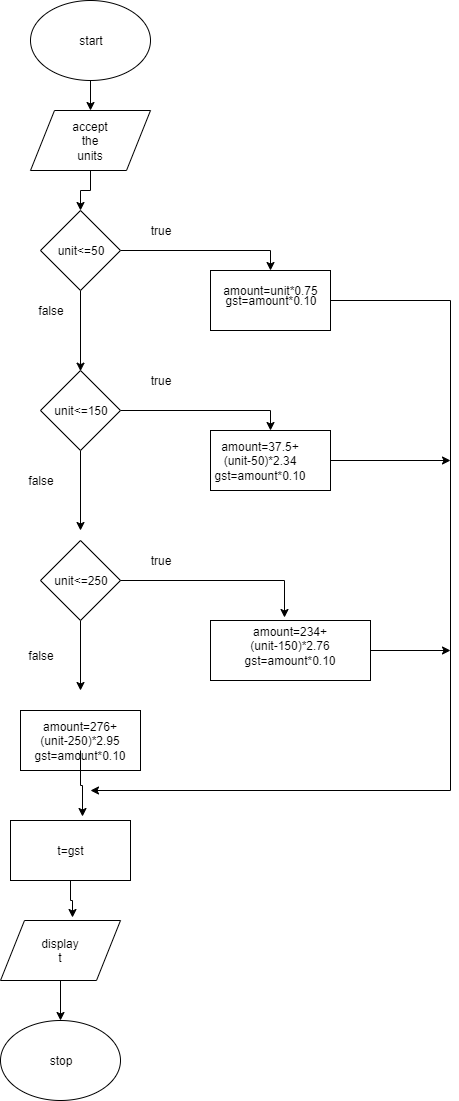 start
accept
the
units
unit<=50
true
amount=unit*0.75
gst=amount*0.10
false
unit<=150
true
amount=37.5+
(unit-50)*2.34
gst=amount*0.10
false
unit<=250
true
amount=234+
(unit-150)*2.76
gst=amount*0.10
false
amount=276+
(unit-250)*2.95
gst=amount*0.10
t=gst
display
t
stop